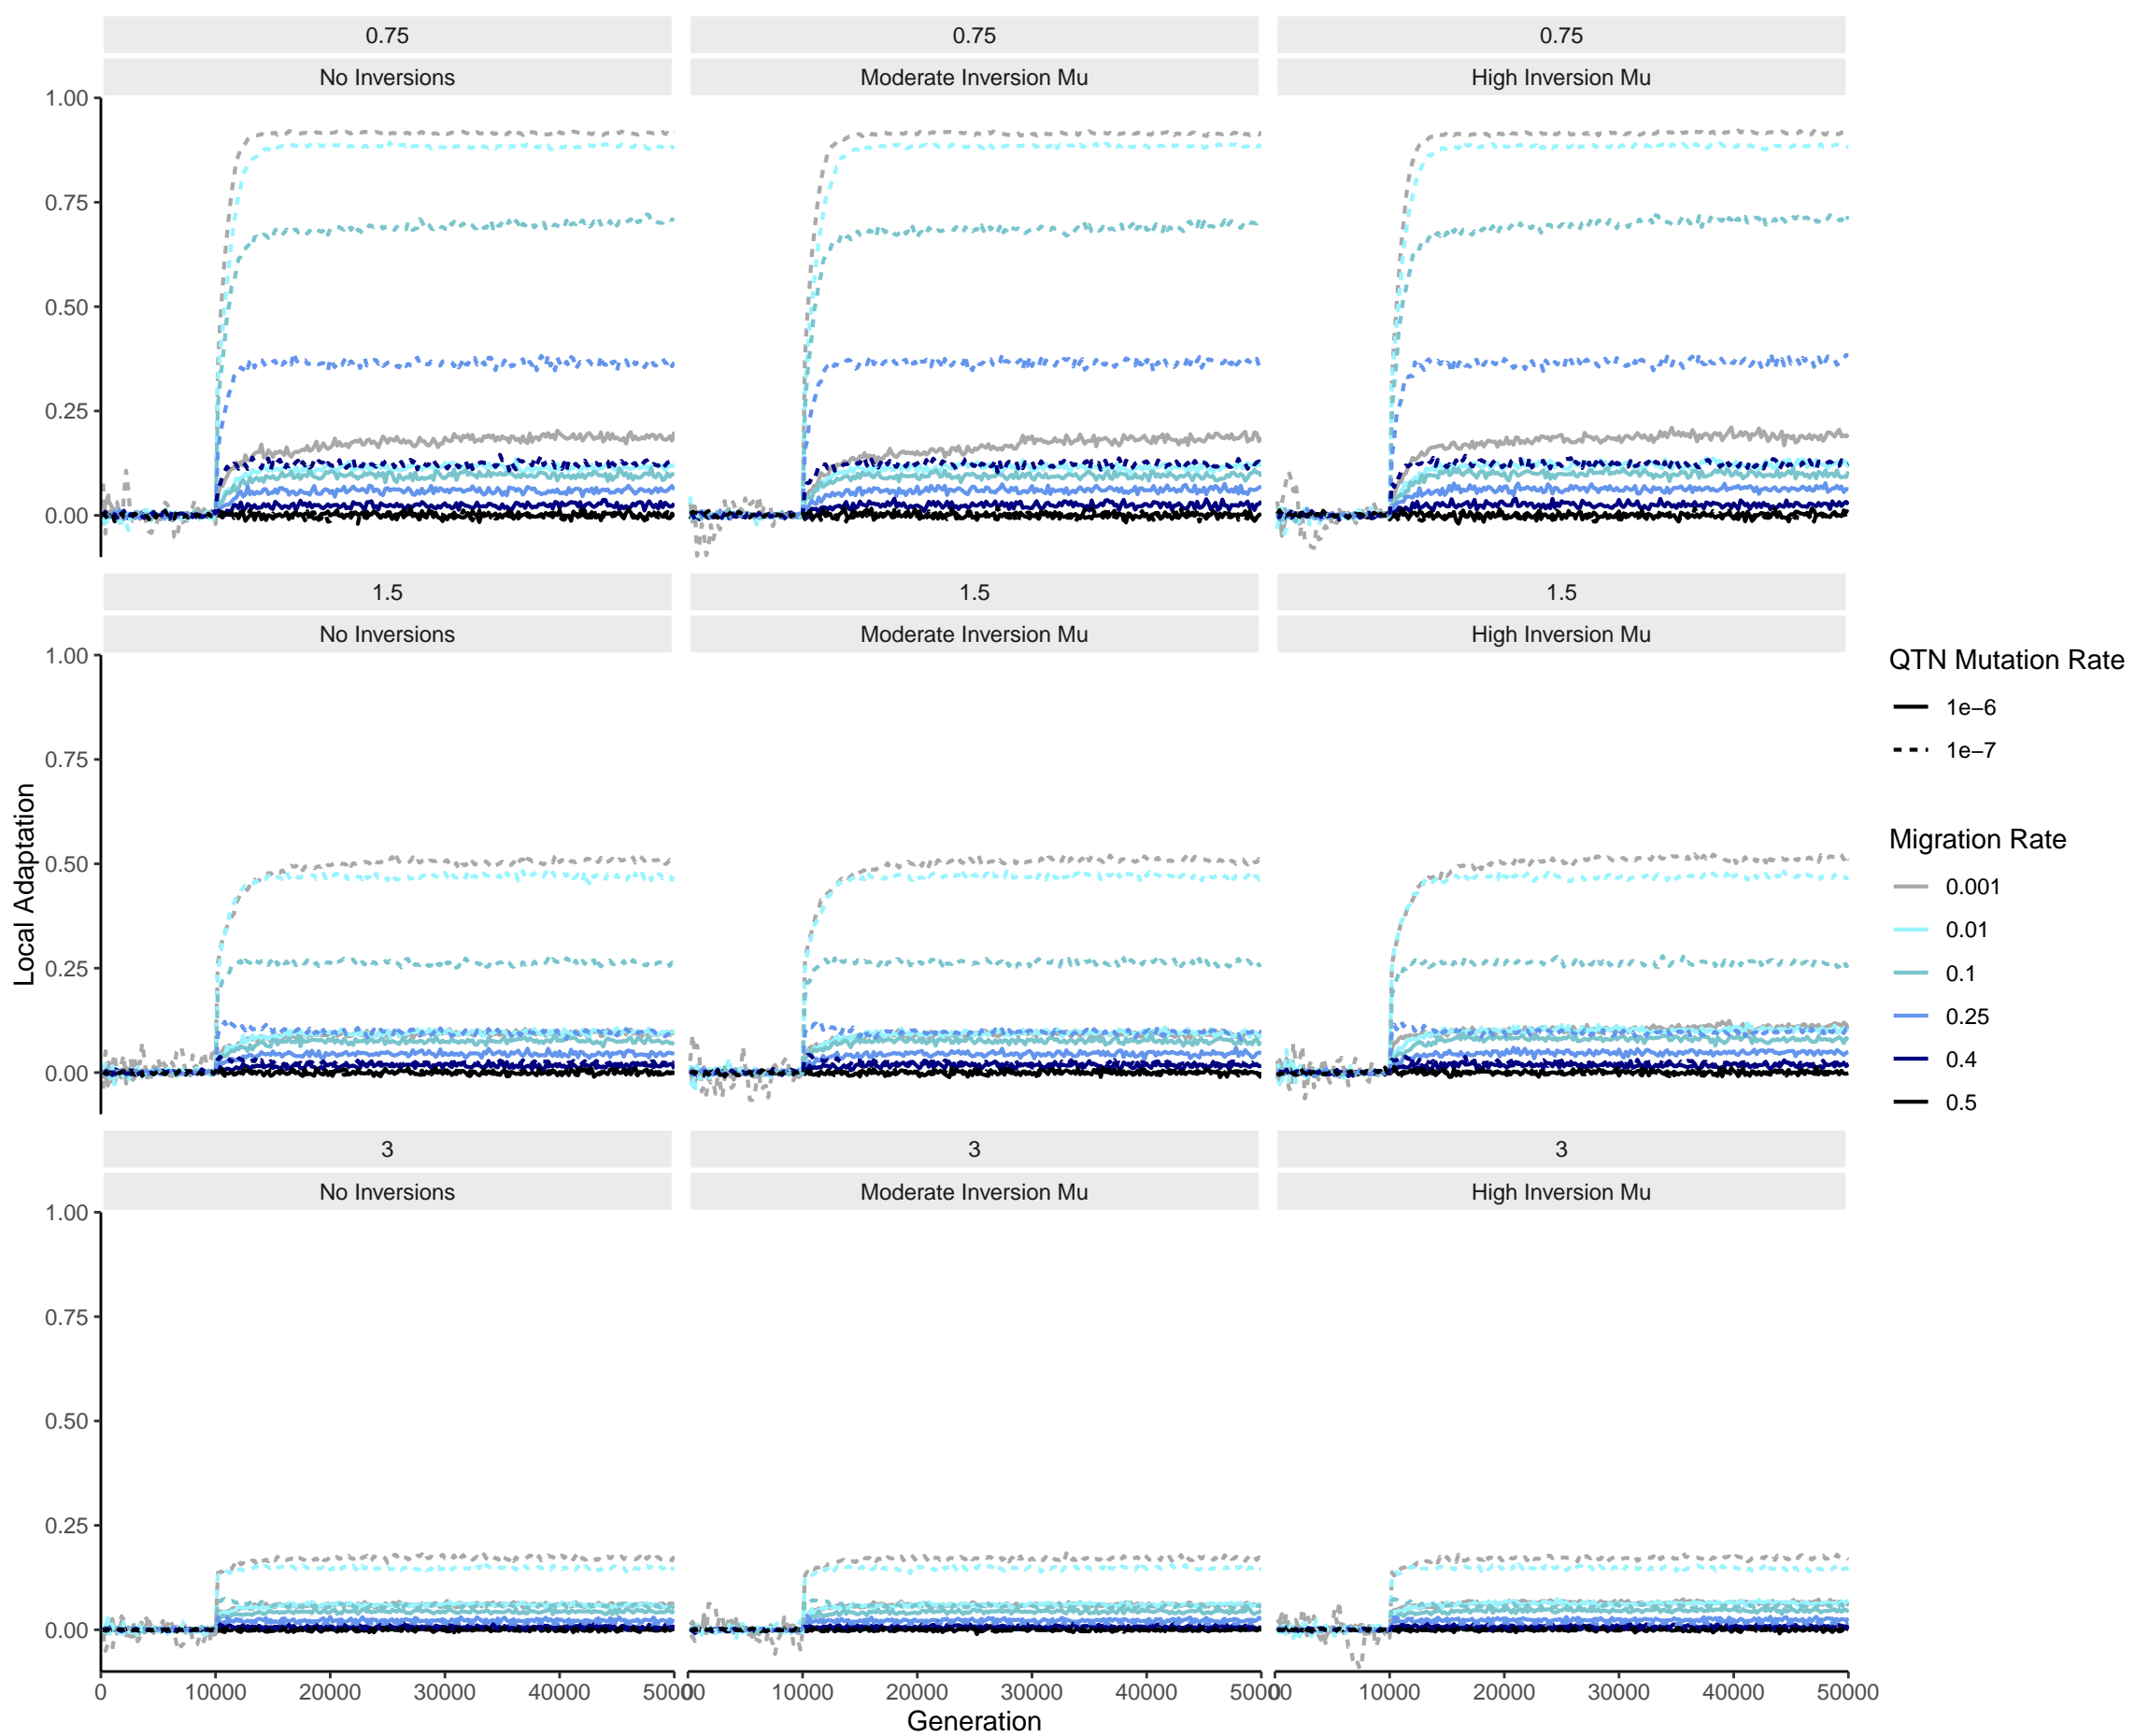 0.75 0.75 0.75
No Inversions Moderate Inversion Mu High Inversion Mu
1.00
0.75
0.50
0.25
0.00
1.5 1.5 1.5
No Inversions Moderate Inversion Mu High Inversion Mu
1.00
0.75
0.50
0.25
0.00
Local Adaptation
3 3 3
No Inversions Moderate Inversion Mu High Inversion Mu
1.00
0.75
0.50
0.25
0.00
0 10000 20000 30000 40000 50000 0 10000 20000 30000 40000 50000 0 10000 20000 30000 40000 50000
Generation
QTN Mutation Rate
1e−6
1e−7
Migration Rate
0.001
0.01
0.1
0.25
0.4
0.5